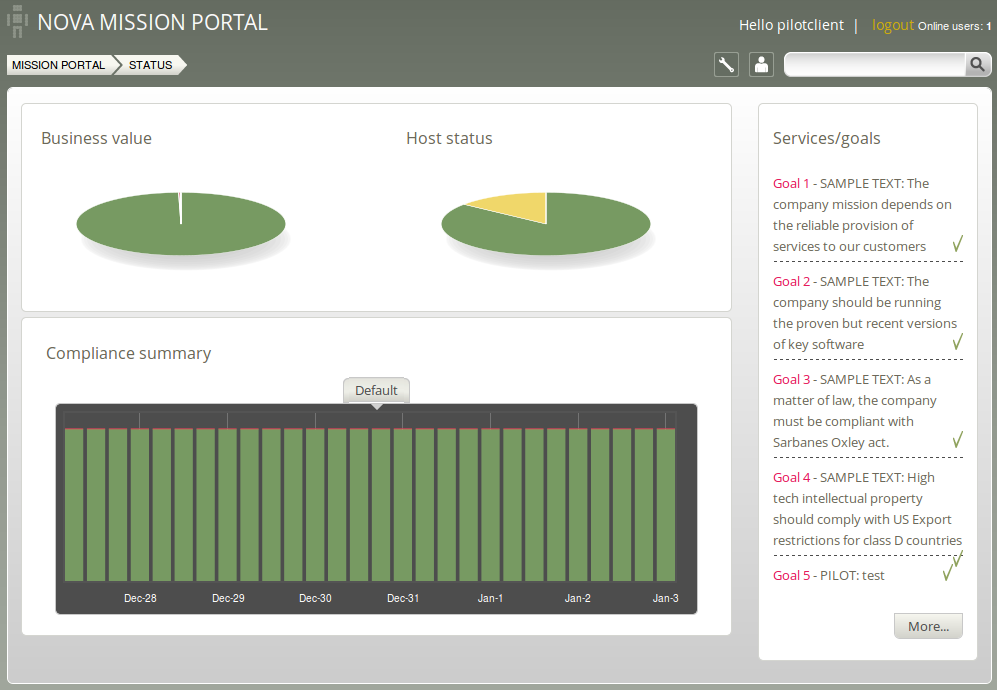 NOVA MISSION PORTAL
Hello pilotclient | logout Online users: 1
MISSION PORTAL STATUS
Business value
Host status
Compliance summary
Default
Dec-28 Dec-29 Dec-30 Dec-31 Jan-1 Jan-2 Jan-3
Services/goals
Goal 1 - SAMPLE TEXT: The
company mission depends on
the reliable provision of
services to our customers
Goal 2 - SAMPLE TEXT: The
company should be running
the proven but recent versions
of key software
Goal 3 - SAMPLE TEXT: As a
matter of law, the company
must be compliant with
Sarbanes Oxley act.
Goal 4 - SAMPLE TEXT: High
tech intellectual property
should comply with US Export
restrictions for class D countries
Goal 5 - PILOT: test
More...